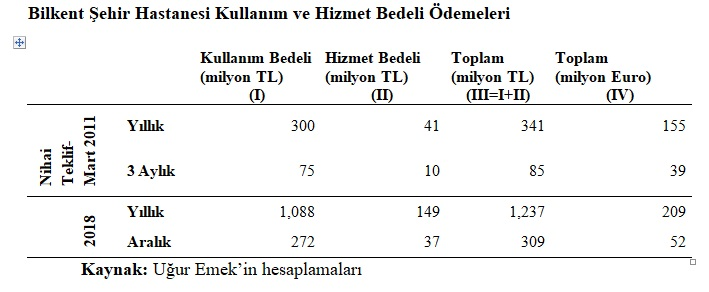 Bilkent Şehir Hastanesi Kullanım ve Hizmet Bedeli Ödemeleri
Kullanım Bedeli Hizmet Bedeli Toplam Toplam
(milyon TL) (milyon TL) (milyon TL) (milyon Euro)
(I) (II) (III=I+II) (IV)
Nihai
Teklif-
Mart 2011
Yıllık 300 41 341 155
3 Aylık 75 10 85 39
2018
Yıllık 1,088 149 1,237 209
Aralık 272 37 309 52
Kaynak: Uğur Emek’in hesaplamaları